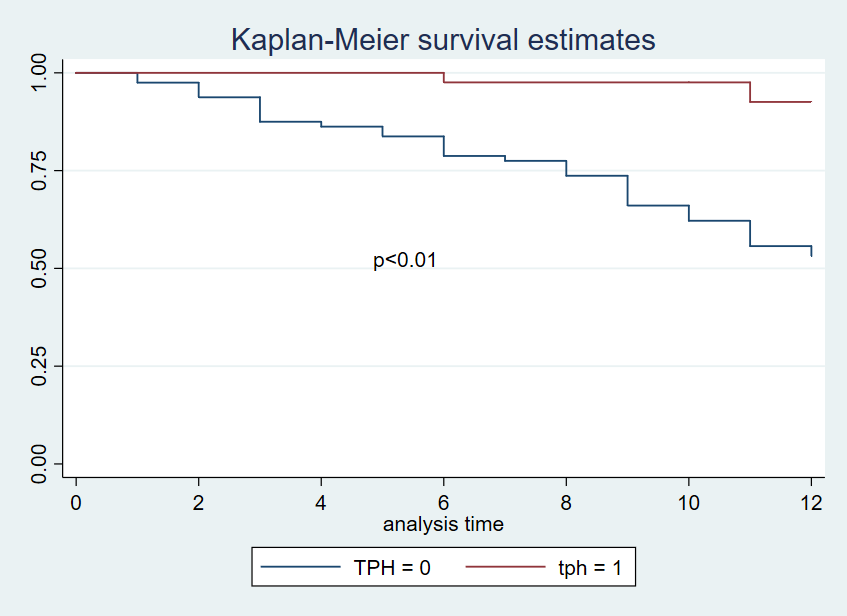 Kaplan-Meier survival estimates
1.00
0.75
0.50
0.25
0.00
p<0.01
0 2 4 6 8 10 12
analysis time
TPH = 0 tph = 1